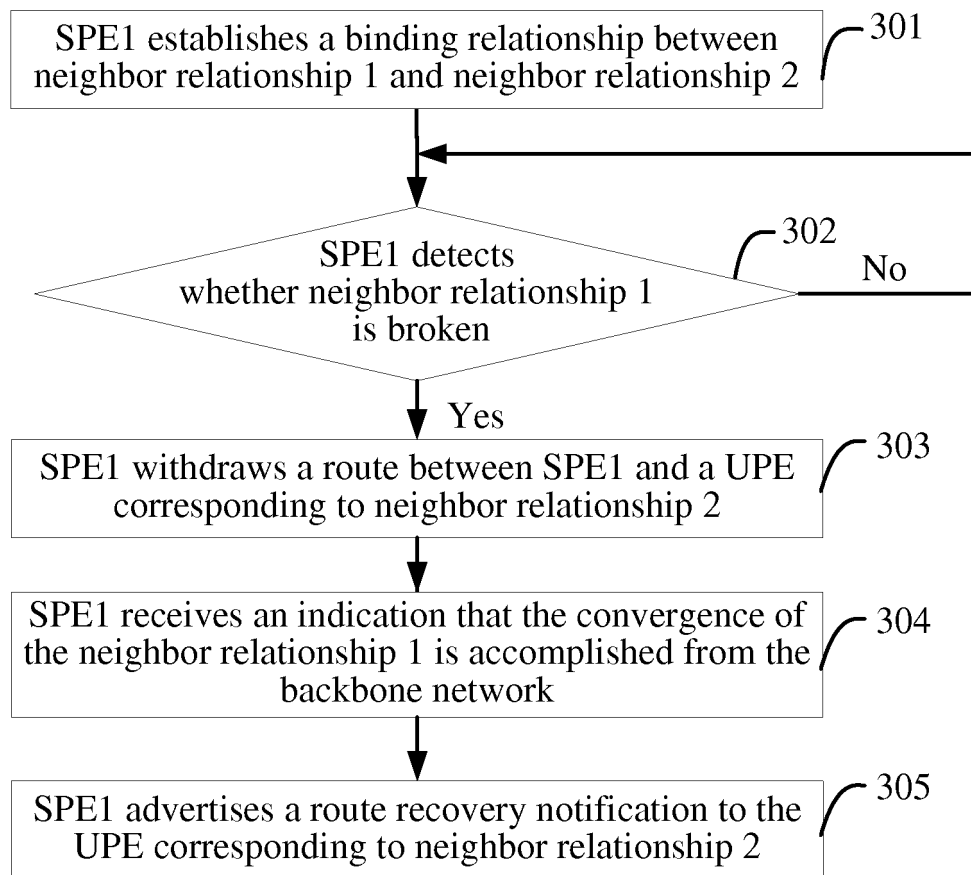 SPE1 establishes a binding relationship between
neighbor relationship 1 and neighbor relationship 2
301
SPE1 detects
whether neighbor relationship 1
is broken
302
No
Yes
SPE1 withdraws a route between SPE1 and a UPE
corresponding to neighbor relationship 2
303
SPE1 receives an indication that the convergence of
the neighbor relationship 1 is accomplished from the
backbone network
304
SPE1 advertises a route recovery notification to the
UPE corresponding to neighbor relationship 2
305